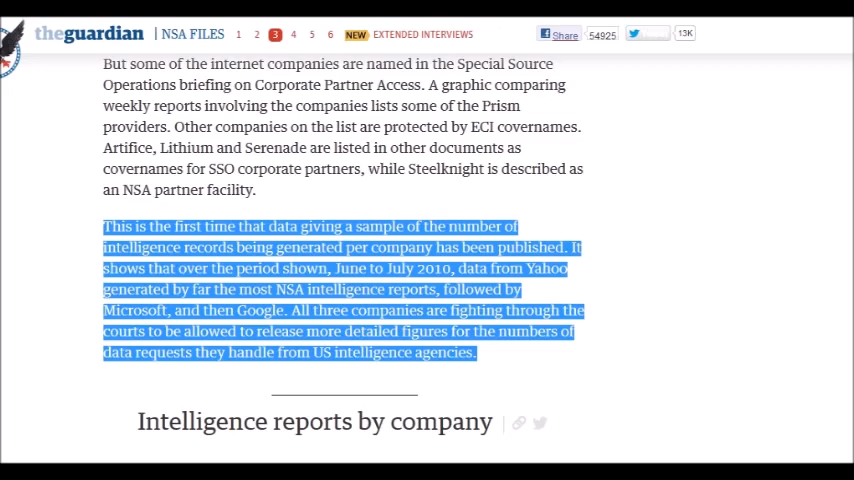 theguardian | NSA FILES 1 2 3 4 5 6 NEW EXTENDED INTERVIEWS Share 54925 13K
But some of the internet companies are named in the Special Source
Operations briefing on Corporate Partner Access. A graphic comparing
weekly reports involving the companies lists some of the Prism
providers. Other companies on the list are protected by ECI covernames.
Artifice, Lithium and Serenade are listed in other documents as
covernames for SSO corporate partners, while Steelknight is described as
an NSA partner facility.
This is the first time that data giving a sample of the number of
intelligence records being generated per company has been published. It
shows that over the period shown, June to July 2010, data from Yahoo
generated by far the most NSA intelligence reports, followed by
Microsoft, and then Google. All three companies are fighting through the
courts to be allowed to release more detailed figures for the numbers of
data requests they handle from US intelligence agencies.
Intelligence reports by company